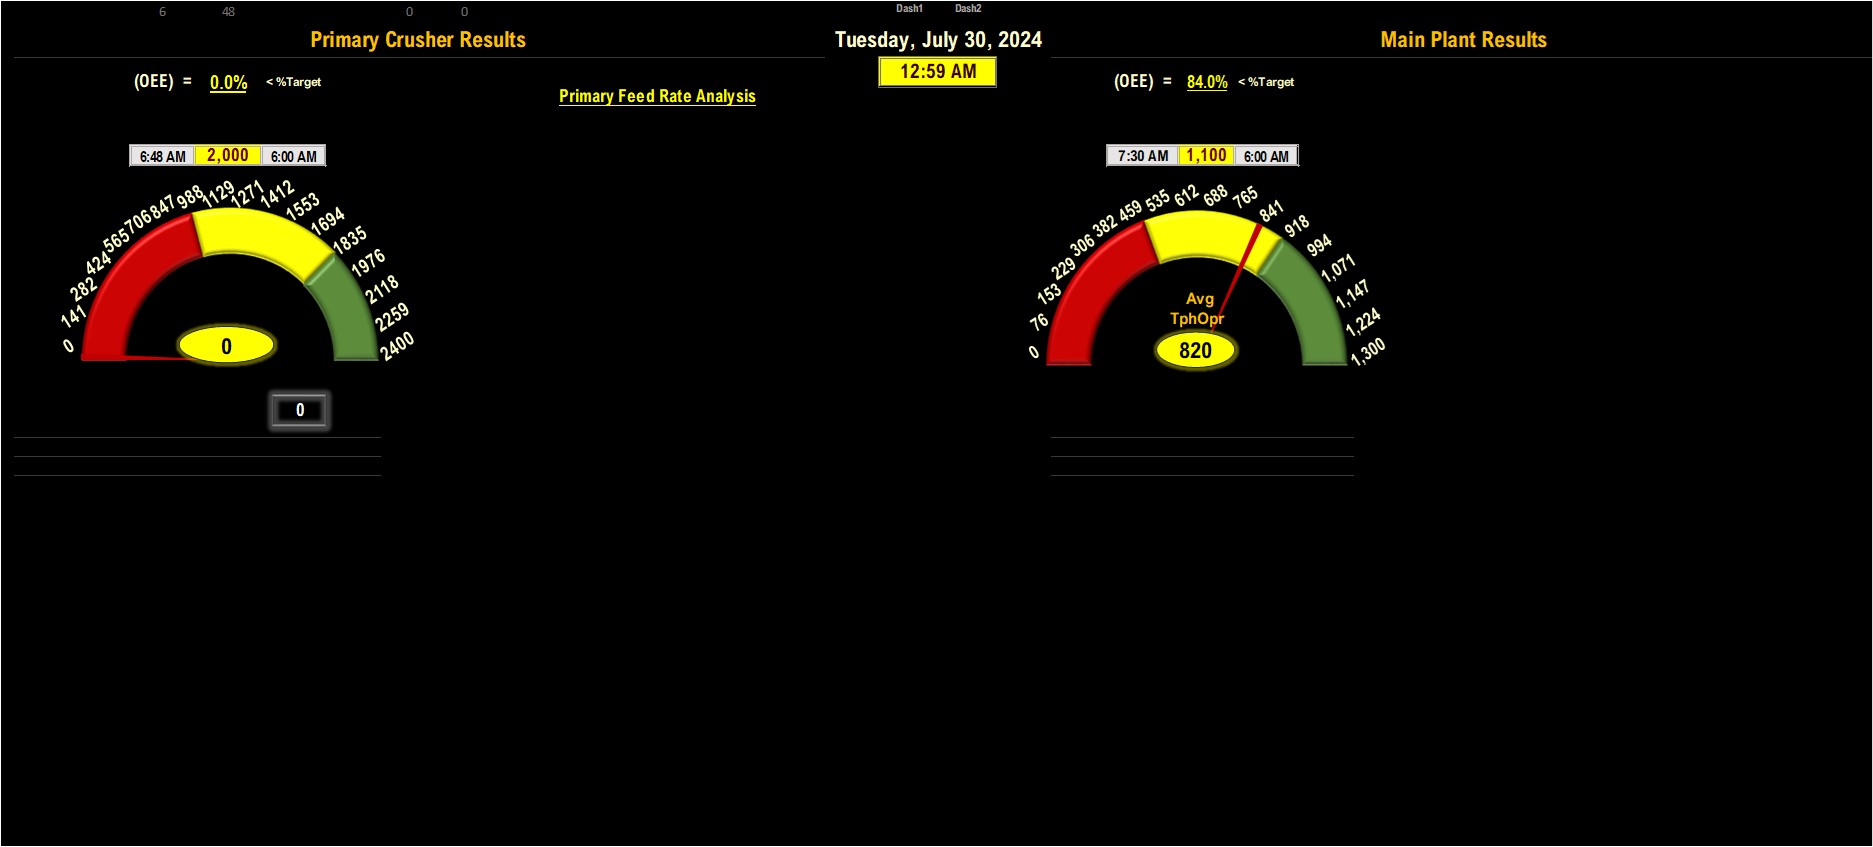 6 48 0 0 Dash1 Dash2
Primary Crusher Results
Tuesday, July 30, 2024
Main Plant Results
12:59 AM
(OEE) = 0.0% < %Target
(OEE) = 84.0% < %Target
Primary Feed Rate Analysis
6:48 AM 2,000 6:00 AM
0 141 282 424 565 706 847 988 1129 1271 1412 1553 1694 1835 1976 2118 2259 2400
0
0
7:30 AM 1,100 6:00 AM
0 76 153 229 306 382 459 535 612 688 765 841 918 994 1,071 1,147 1,224 1,300
Avg
TphOpr
820